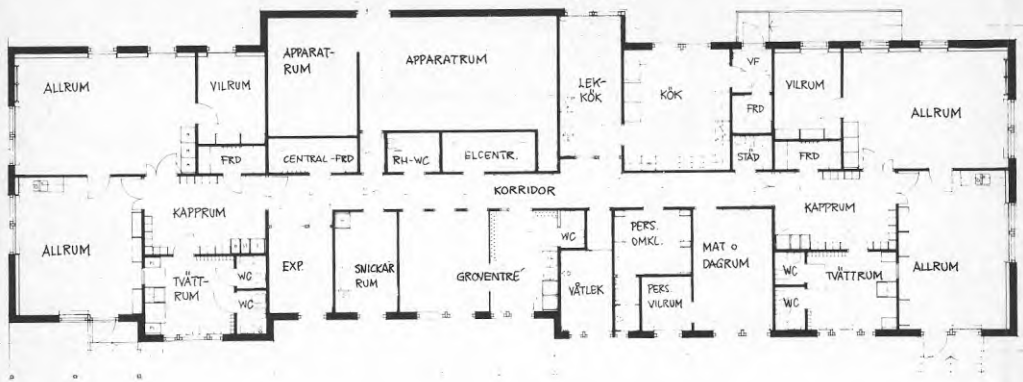 APPARAT-
RUM
APPARATRUM
ALLRUM
VILRUM
LEK-
KÖK
KÖK
VF
FRD
VILRUM
ALLRUM
FRD
CENTRAL-FRD
RH-WC
ELCENTR.
STÄD
FRD
KORRIDOR
KAPPRUM
KAPPRUM
ALLRUM
EXP.
SNICKAR
RUM
GROVENTRÉ
WC
VÅTLEK
PERS.
OMKL.
PERS.
VILRUM
MAT O
DAGRUM
TVÄTT-
RUM
WC
WC
WC
WC
TVÄTTRUM
ALLRUM